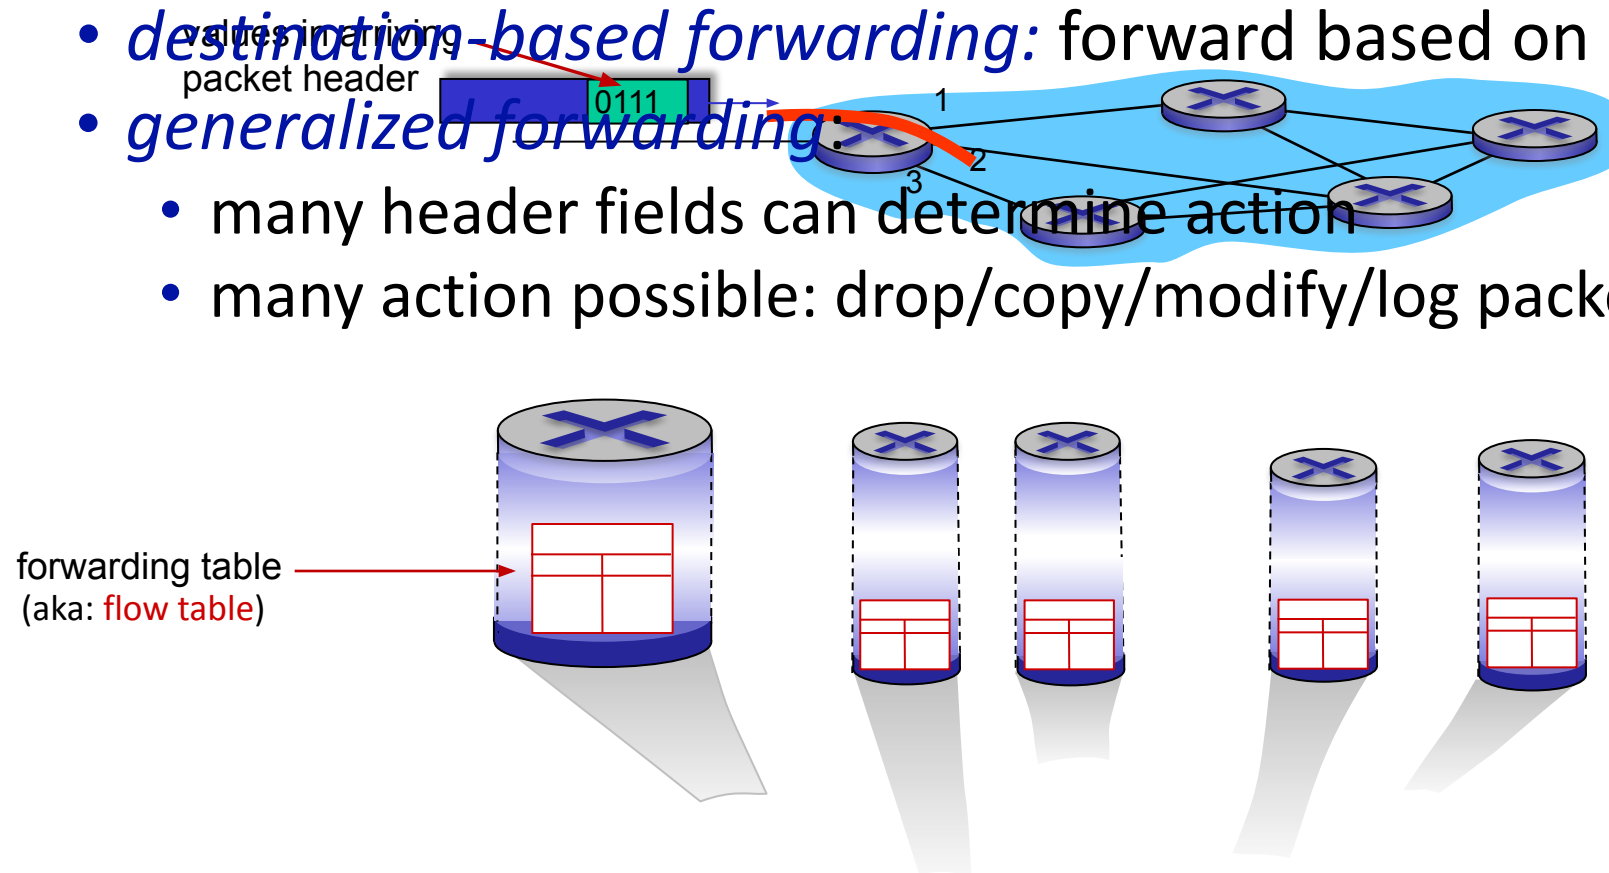 • destination-based forwarding: forward based on
values in arriving
packet header
0111
• generalized forwarding:
1
2
3
• many header fields can determine action
• many action possible: drop/copy/modify/log pack
forwarding table
(aka: flow table)